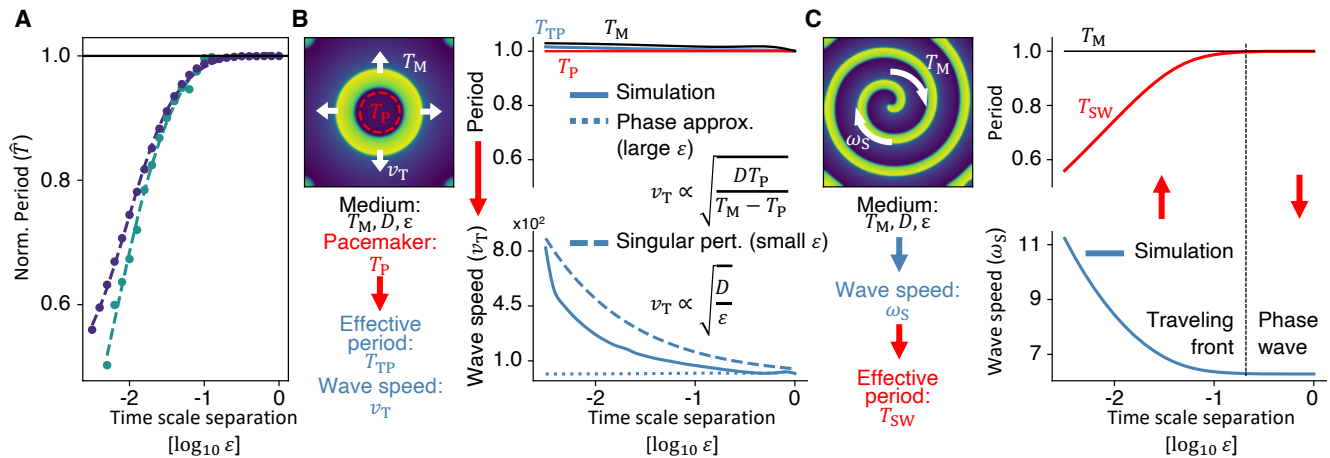 A
Norm. Period (T̂)
1.0
0.9
0.8
0.7
0.6
-2
-1
0
Time scale separation
[log₁₀ ε]
B
T_M
T_P
v_T
Medium:
T_M, D, ε
Pacemaker:
T_P
Effective
period:
T_TP
Wave speed:
v_T
Period
T_TP
T_M
1.0
T_P
0.8
Simulation
Phase approx.
(large ε)
0.6
v_T ∝ √(DT_P / (T_M − T_P))
Wave speed (v_T)
x10²
8.0
Singular pert. (small ε)
4.5
v_T ∝ √(D / ε)
1.0
-2
-1
0
Time scale separation
[log₁₀ ε]
C
T_M
ω_S
Medium:
T_M, D, ε
Wave speed:
ω_S
Effective
period:
T_SW
Period
T_M
1.0
T_SW
0.8
0.6
Wave speed (ω_S)
11
Simulation
9
Traveling
front
Phase
wave
7
-2
-1
0
Time scale separation
[log₁₀ ε]